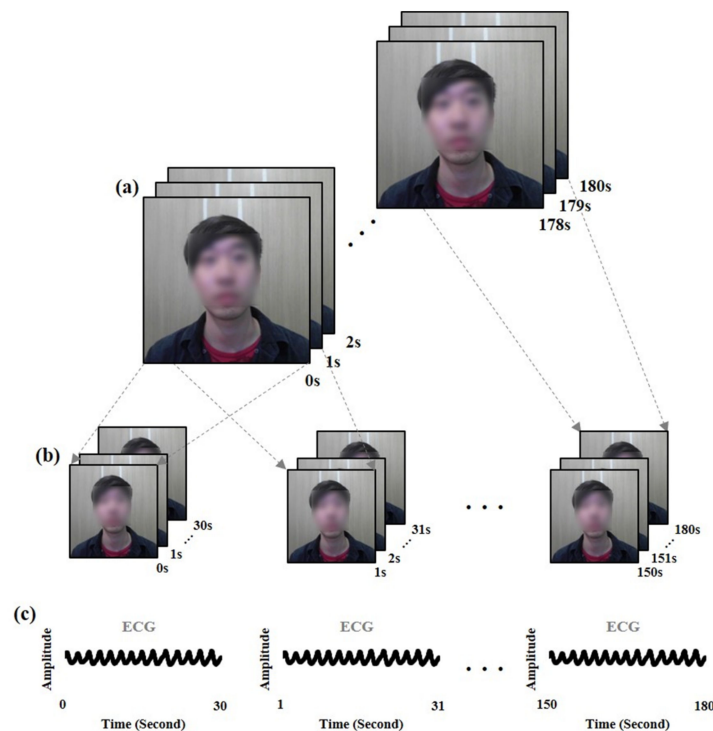 (a)
180s
179s
178s
2s
1s
0s
(b)
30s
1s
0s
31s
2s
1s
180s
151s
150s
(c)
ECG ECG ECG
Amplitude Amplitude Amplitude
0 30 1 31 150 180
Time (Second) Time (Second) Time (Second)